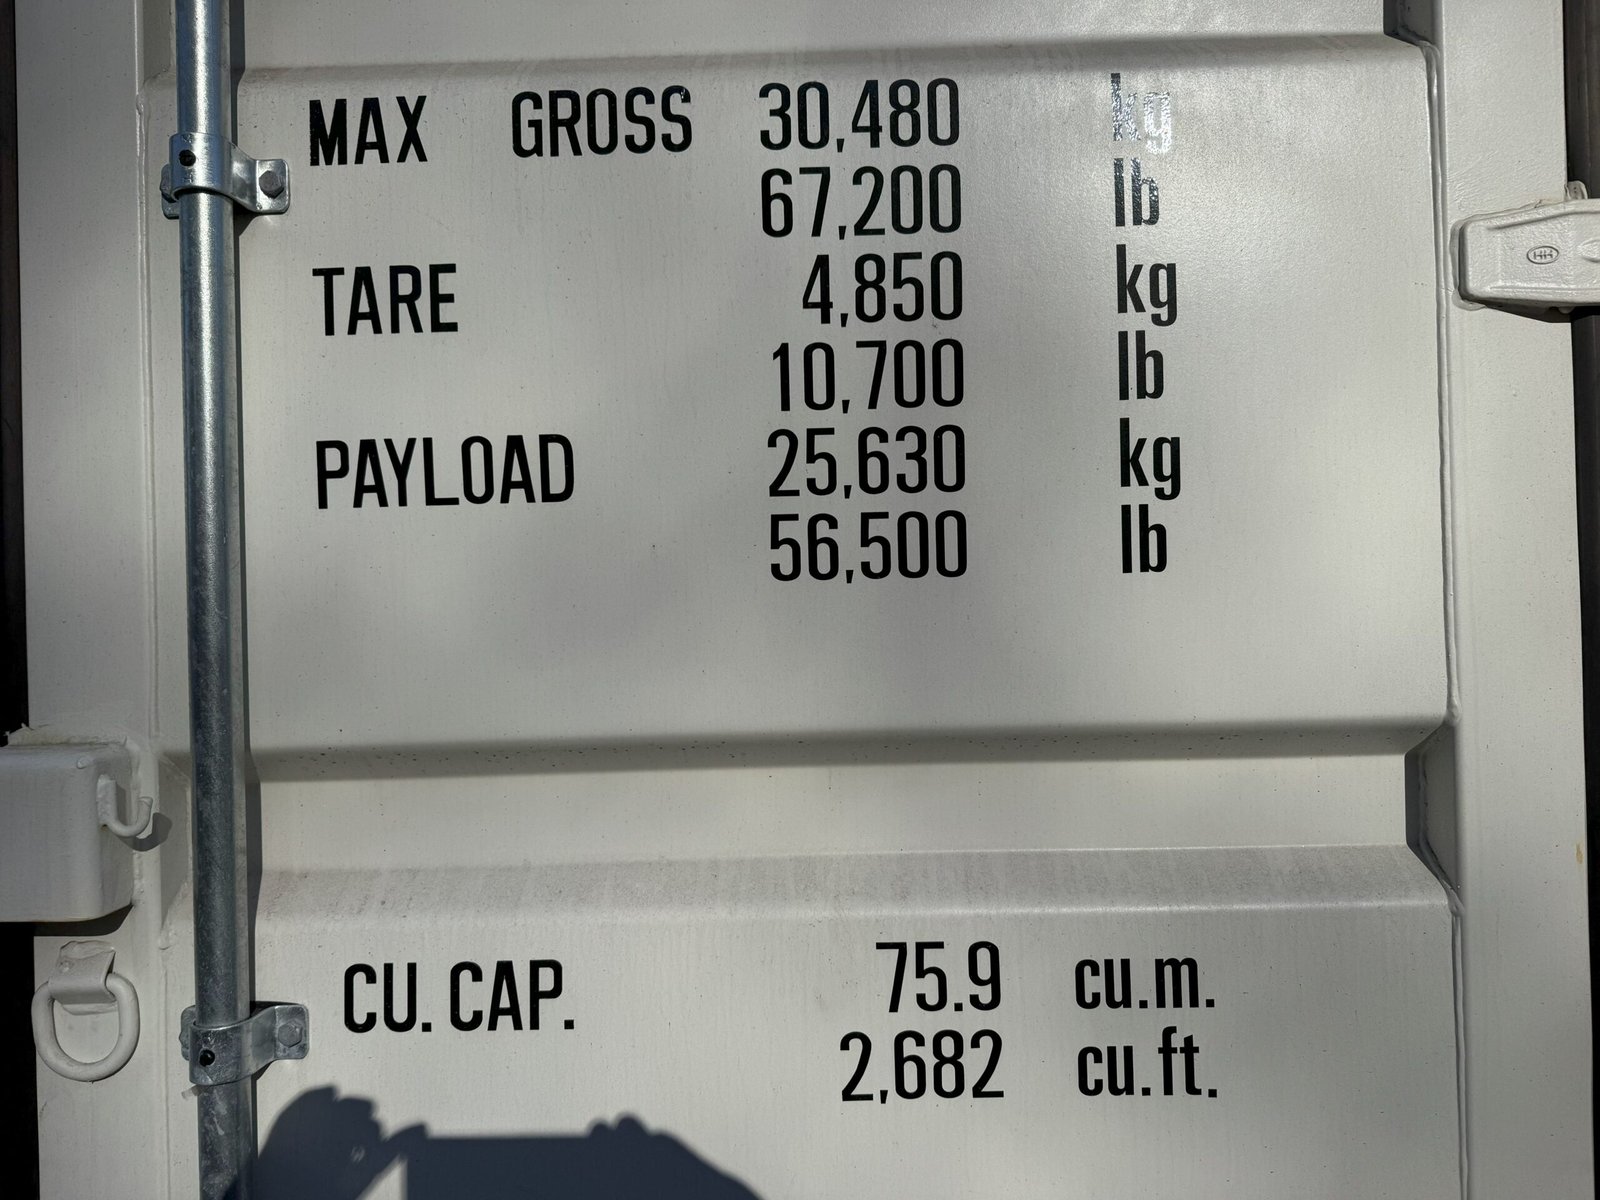 MAX GROSS 30,480 kg
67,200 lb
TARE 4,850 kg
10,700 lb
PAYLOAD 25,630 kg
56,500 lb
CU. CAP. 75.9 cu.m.
2,682 cu.ft.
HH